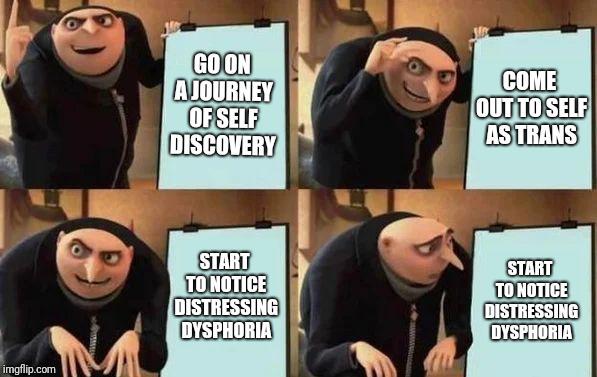 GO ON
A JOURNEY
OF SELF
DISCOVERY
COME
OUT TO SELF
AS TRANS
START
TO NOTICE
DISTRESSING
DYSPHORIA
START
TO NOTICE
DISTRESSING
DYSPHORIA
imgflip.com